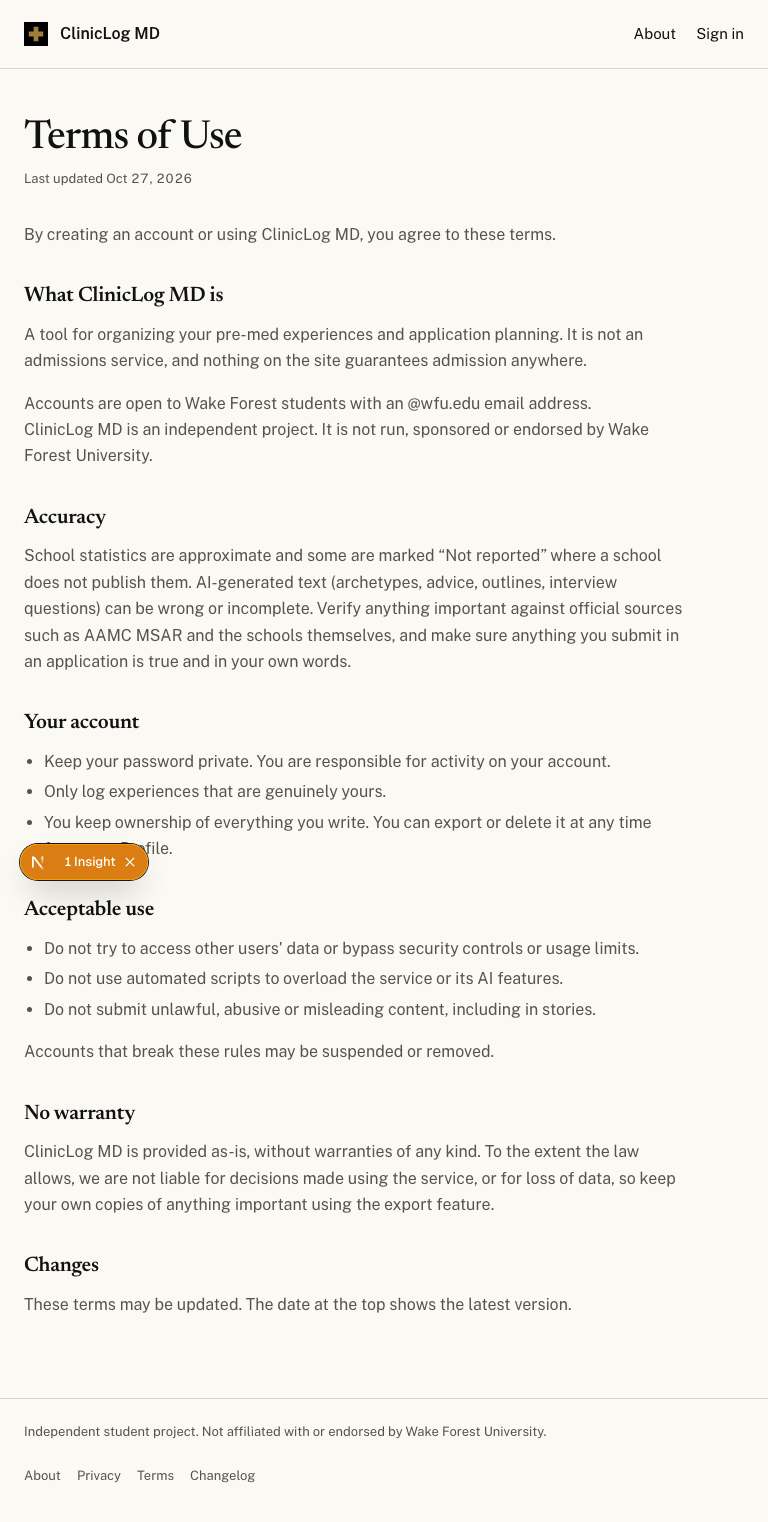 ClinicLog MD
About Sign in
Terms of Use
Last updated Oct 27, 2026
By creating an account or using ClinicLog MD, you agree to these terms.
What ClinicLog MD is
A tool for organizing your pre-med experiences and application planning. It is not an
admissions service, and nothing on the site guarantees admission anywhere.
Accounts are open to Wake Forest students with an @wfu.edu email address.
ClinicLog MD is an independent project. It is not run, sponsored or endorsed by Wake
Forest University.
Accuracy
School statistics are approximate and some are marked “Not reported” where a school
does not publish them. AI-generated text (archetypes, advice, outlines, interview
questions) can be wrong or incomplete. Verify anything important against official sources
such as AAMC MSAR and the schools themselves, and make sure anything you submit in
an application is true and in your own words.
Your account
• Keep your password private. You are responsible for activity on your account.
• Only log experiences that are genuinely yours.
• You keep ownership of everything you write. You can export or delete it at any time
N 1 Insight ×
Acceptable use
• Do not try to access other users' data or bypass security controls or usage limits.
• Do not use automated scripts to overload the service or its AI features.
• Do not submit unlawful, abusive or misleading content, including in stories.
Accounts that break these rules may be suspended or removed.
No warranty
ClinicLog MD is provided as-is, without warranties of any kind. To the extent the law
allows, we are not liable for decisions made using the service, or for loss of data, so keep
your own copies of anything important using the export feature.
Changes
These terms may be updated. The date at the top shows the latest version.
Independent student project. Not affiliated with or endorsed by Wake Forest University.
About Privacy Terms Changelog